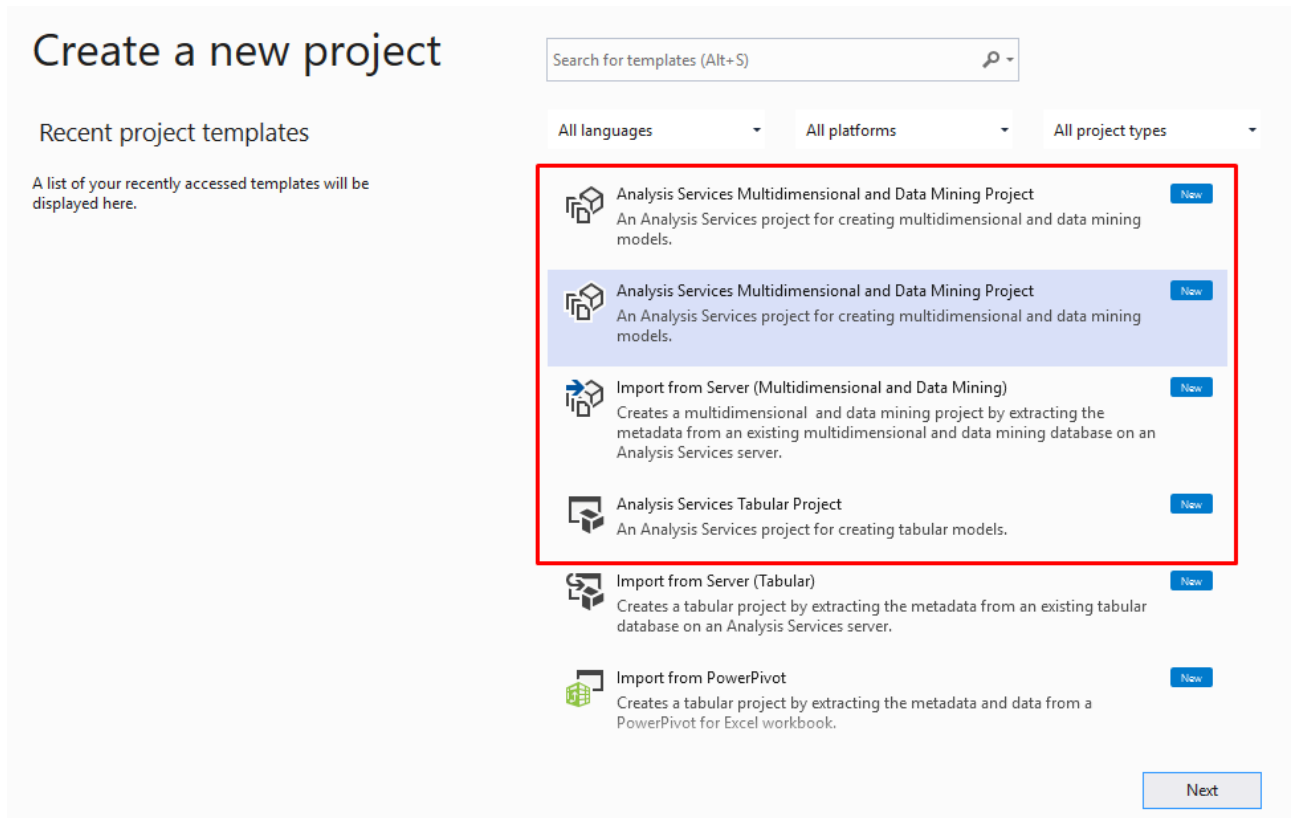 Create a new project
Search for templates (Alt+S)
Recent project templates
All languages
All platforms
All project types
A list of your recently accessed templates will be
displayed here.
Analysis Services Multidimensional and Data Mining Project
New
An Analysis Services project for creating multidimensional and data mining
models.
Analysis Services Multidimensional and Data Mining Project
New
An Analysis Services project for creating multidimensional and data mining
models.
Import from Server (Multidimensional and Data Mining)
New
Creates a multidimensional and data mining project by extracting the
metadata from an existing multidimensional and data mining database on an
Analysis Services server.
Analysis Services Tabular Project
New
An Analysis Services project for creating tabular models.
Import from Server (Tabular)
New
Creates a tabular project by extracting the metadata from an existing tabular
database on an Analysis Services server.
Import from PowerPivot
New
Creates a tabular project by extracting the metadata and data from a
PowerPivot for Excel workbook.
Next